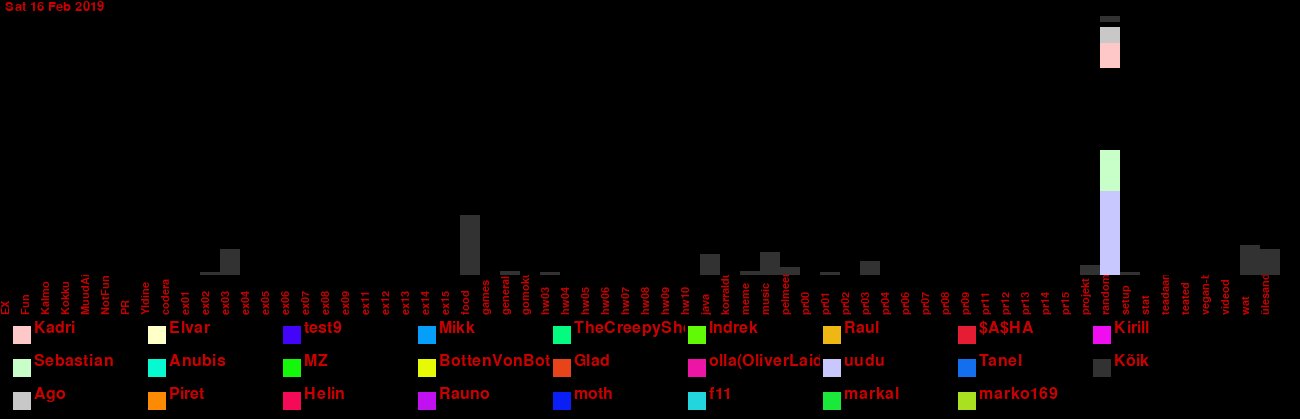 Sat 16 Feb 2019
EX
Fun
Kalmo
Kokku
MuudAi
NotFun
PR
Yldine
codera
ex01
ex02
ex03
ex04
ex05
ex06
ex07
ex08
ex09
ex11
ex12
ex13
ex14
ex15
food
games
general
gomoku
hw03
hw04
hw05
hw06
hw07
hw08
hw09
hw10
java
korraldu
meme
music
pelmee
pr00
pr01
pr02
pr03
pr04
pr06
pr07
pr08
pr09
pr11
pr12
pr13
pr14
pr15
projekt
random
setup
stat
teadaan
teated
vegan-t
videod
wat
ülesand
Kadri Elvar test9 Mikk TheCreepySh Indrek Raul $A$HA Kirill
Sebastian Anubis MZ BottenVonBot Glad olla(OliverLaid uudu Tanel Köik
Ago Piret Helin Rauno moth f11 markal marko169